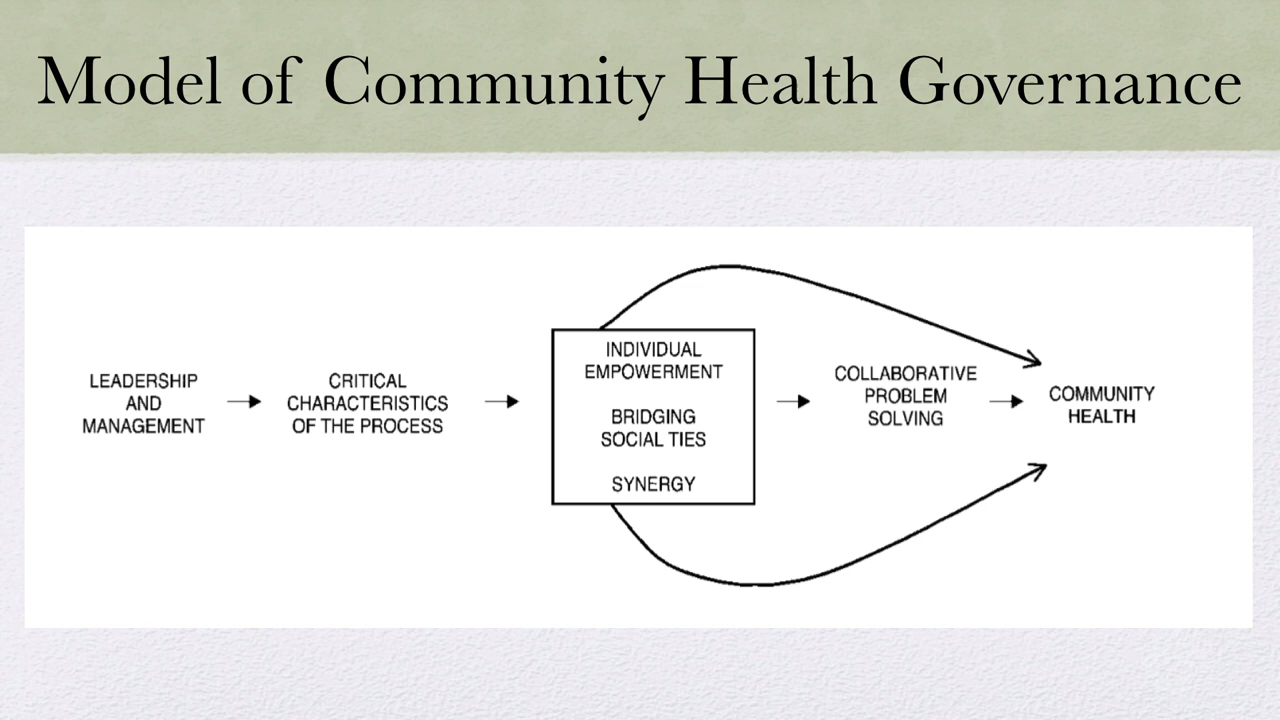 Model of Community Health Governance
LEADERSHIP
AND
MANAGEMENT
CRITICAL
CHARACTERISTICS
OF THE PROCESS
INDIVIDUAL
EMPOWERMENT
BRIDGING
SOCIAL TIES
SYNERGY
COLLABORATIVE
PROBLEM
SOLVING
COMMUNITY
HEALTH